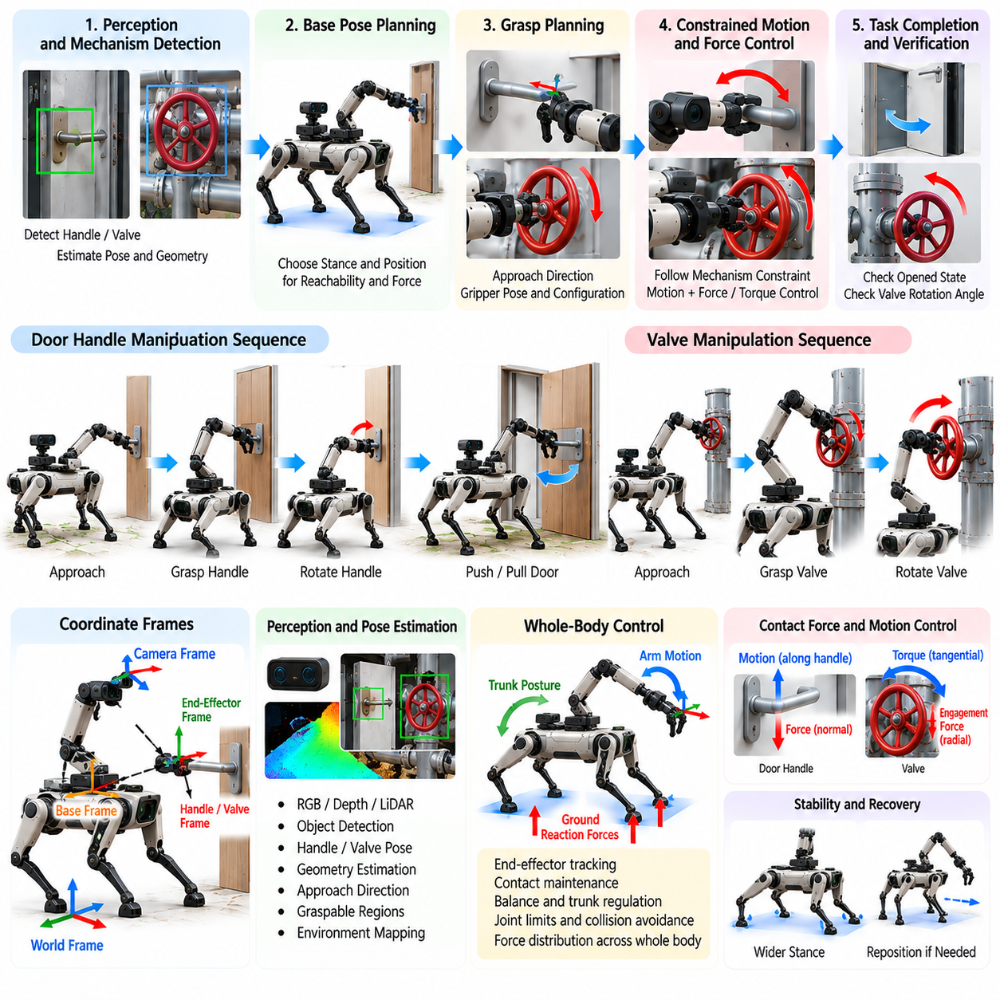 1. Perception
and Mechanism Detection
Detect Handle / Valve
Estimate Pose and Geometry
2. Base Pose Planning
Choose Stance and Position
for Reachability and Force
3. Grasp Planning
Approach Direction
Gripper Pose and Configuration
4. Constrained Motion
and Force Control
Follow Mechanism Constraint
Motion + Force / Torque Control
5. Task Completion
and Verification
Check Opened State
Check Valve Rotation Angle
Door Handle Manipuation Sequence
Approach
Grasp Handle
Rotate Handle
Push / Pull Door
Valve Manipulation Sequence
Approach
Grasp Valve
Rotate Valve
Coordinate Frames
Camera Frame
End-Effector
Frame
Base Frame
Handle / Valve
Frame
World Frame
Perception and Pose Estimation
• RGB / Depth / LiDAR
• Object Detection
• Handle / Valve Pose
• Geometry Estimation
• Approach Direction
• Graspable Regions
• Environment Mapping
Whole-Body Control
Arm Motion
Trunk Posture
Ground
Reaction Forces
End-effector tracking
Contact maintenance
Balance and trunk regulation
Joint limits and collision avoidance
Force distribution across whole body
Contact Force and Motion Control
Motion (along handle)
Force (normal)
Door Handle
Torque (tangential)
Engagement
Force
(radial)
Valve
Stability and Recovery
Wider Stance
Reposition if Needed